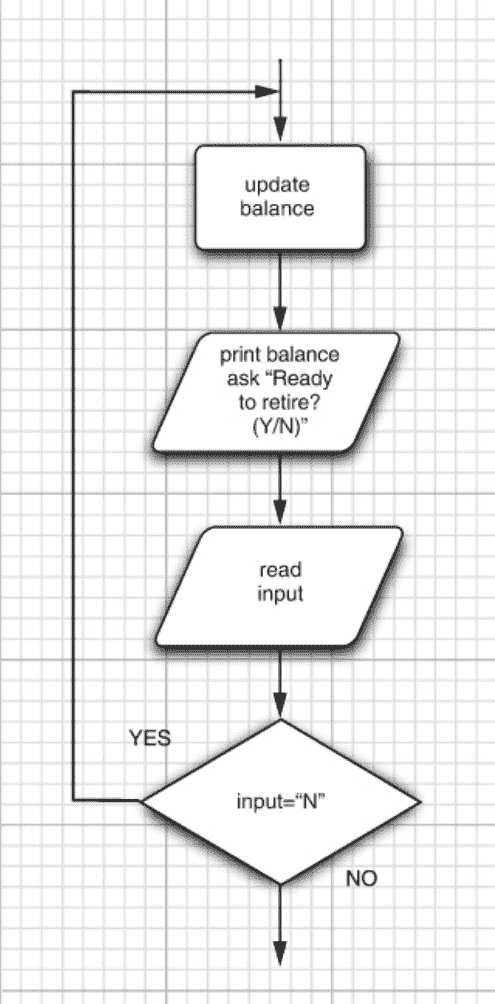 update
balance
print balance
ask “Ready
to retire?
(Y/N)”
read
input
YES
input=“N”
NO